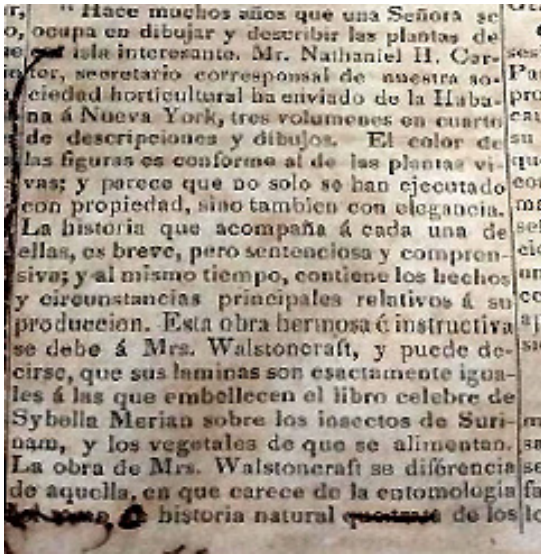 "Hace muchos años que una Señora se
ocupa en dibujar y describir las plantas de
isla interesante. Mr. Nathaniel H. Car-
ter, secretario corresponsal de nuestra so-
ciedad horticultural ha enviado de la Haba-
na á Nueva York, tres volumenes en cuarto
de descripciones y dibujos. El color de
las figuras es conforme al de las plantas vi-
vas; y parece que no solo se han ejecutado
con propiedad, sino tambien con elegancia.
La historia que acompaña á cada una de
ellas, es breve, pero sentenciosa y compren-
siva; y al mismo tiempo, contiene los hechos
y circunstancias principales relativos á su
produccion. Esta obra hermosa é instructiva
se debe á Mrs. Walstoncraft, y puede de-
cirse, que sus laminas son esactamente igua-
les á las que embellecen el libro celebre de
Sybella Merian sobre los insectos de Suri-
nam, y los vegetales de que se alimentan.
La obra de Mrs. Walstoncraft se diférencia
de aquella, en que carece de la entomologia
historia natural de los